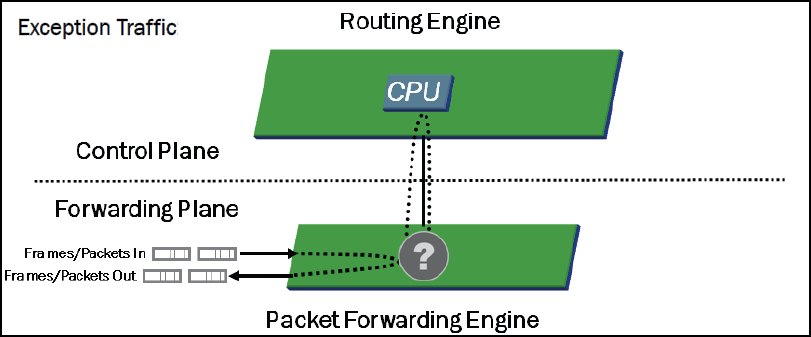 Exception Traffic
Routing Engine
CPU
Control Plane
Forwarding Plane
Frames/Packets In
?
Frames/Packets Out
Packet Forwarding Engine